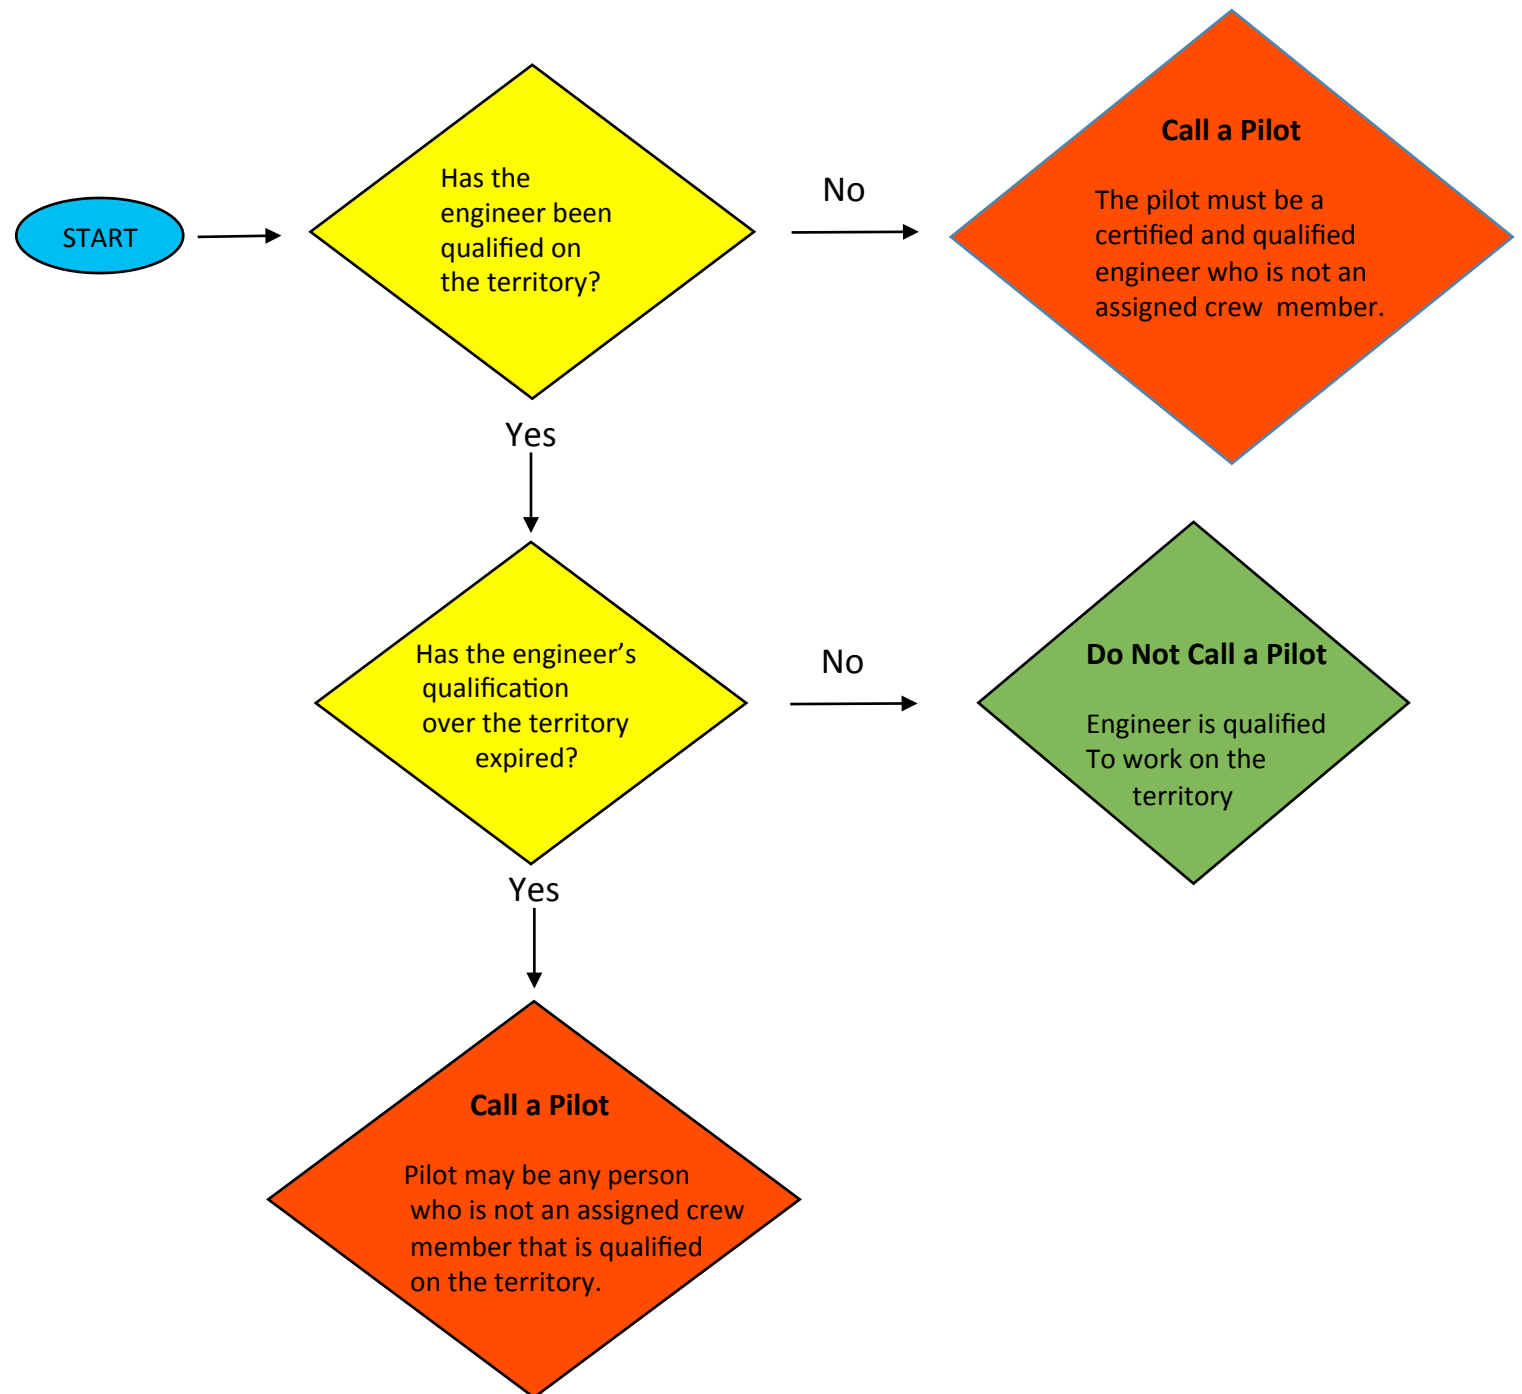 START
Has the
engineer been
qualified on
the territory?
No
Call a Pilot
The pilot must be a
certified and qualified
engineer who is not an
assigned crew  member.
Yes
Has the engineer’s
qualification
over the territory
expired?
No
Do Not Call a Pilot
Engineer is qualified
To work on the
territory
Yes
Call a Pilot
Pilot may be any person
who is not an assigned crew
member that is qualified
on the territory.